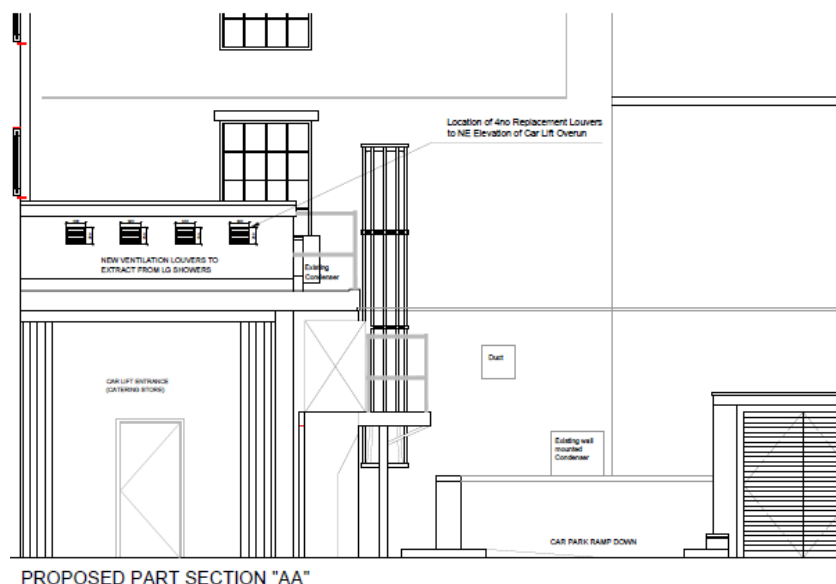 Location of 4no Replacement Louvers
to NE Elevation of Car Lift Overun
NEW VENTILATION LOUVERS TO
EXTRACT FROM LG SHOWERS
Existing
Condenser
Duct
CAR LIFT ENTRANCE
(CATERING STORE)
Existing wall
mounted
Condenser
CAR PARK RAMP DOWN
PROPOSED PART SECTION "AA"